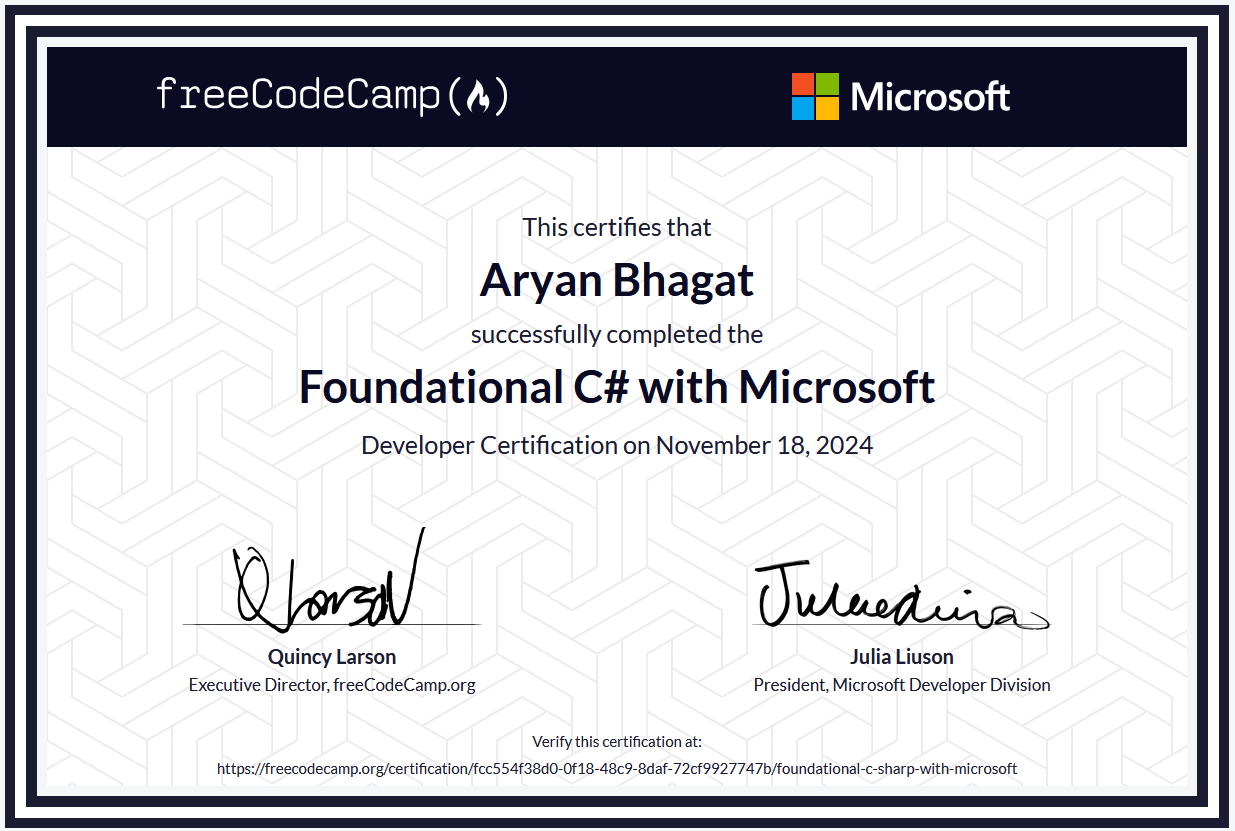 freeCodeCamp
Microsoft
This certifies that
Aryan Bhagat
successfully completed the
Foundational C# with Microsoft
Developer Certification on November 18, 2024
Quincy Larson
Executive Director, freeCodeCamp.org
Julia Liuson
President, Microsoft Developer Division
Verify this certification at:
https://freecodecamp.org/certification/fcc554f38d0-0f18-48c9-8daf-72cf9927747b/foundational-c-sharp-with-microsoft